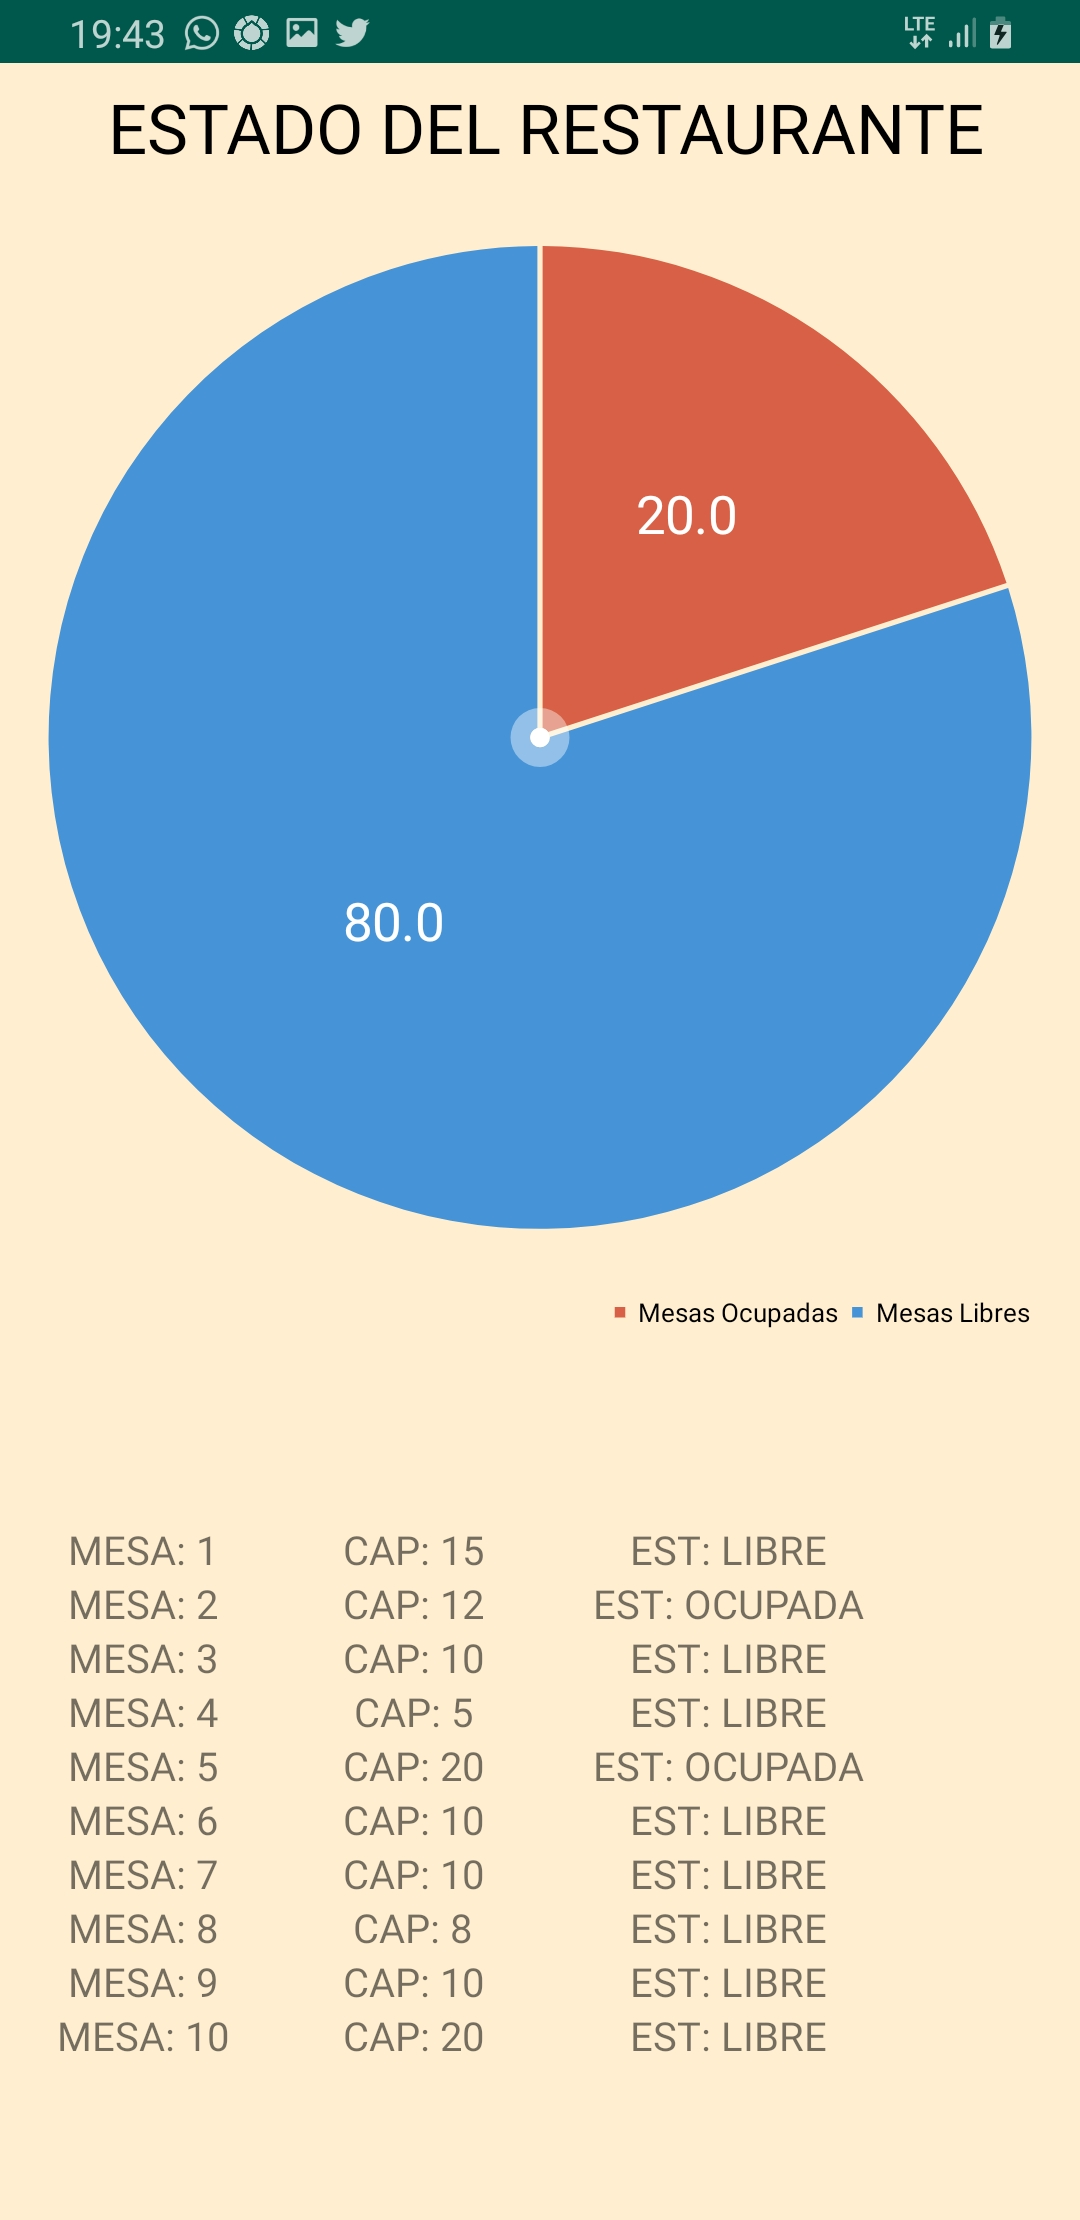 19:43 LTE
ESTADO DEL RESTAURANTE
20.0
80.0
Mesas Ocupadas Mesas Libres
MESA: 1 CAP: 15 EST: LIBRE
MESA: 2 CAP: 12 EST: OCUPADA
MESA: 3 CAP: 10 EST: LIBRE
MESA: 4 CAP: 5 EST: LIBRE
MESA: 5 CAP: 20 EST: OCUPADA
MESA: 6 CAP: 10 EST: LIBRE
MESA: 7 CAP: 10 EST: LIBRE
MESA: 8 CAP: 8 EST: LIBRE
MESA: 9 CAP: 10 EST: LIBRE
MESA: 10 CAP: 20 EST: LIBRE